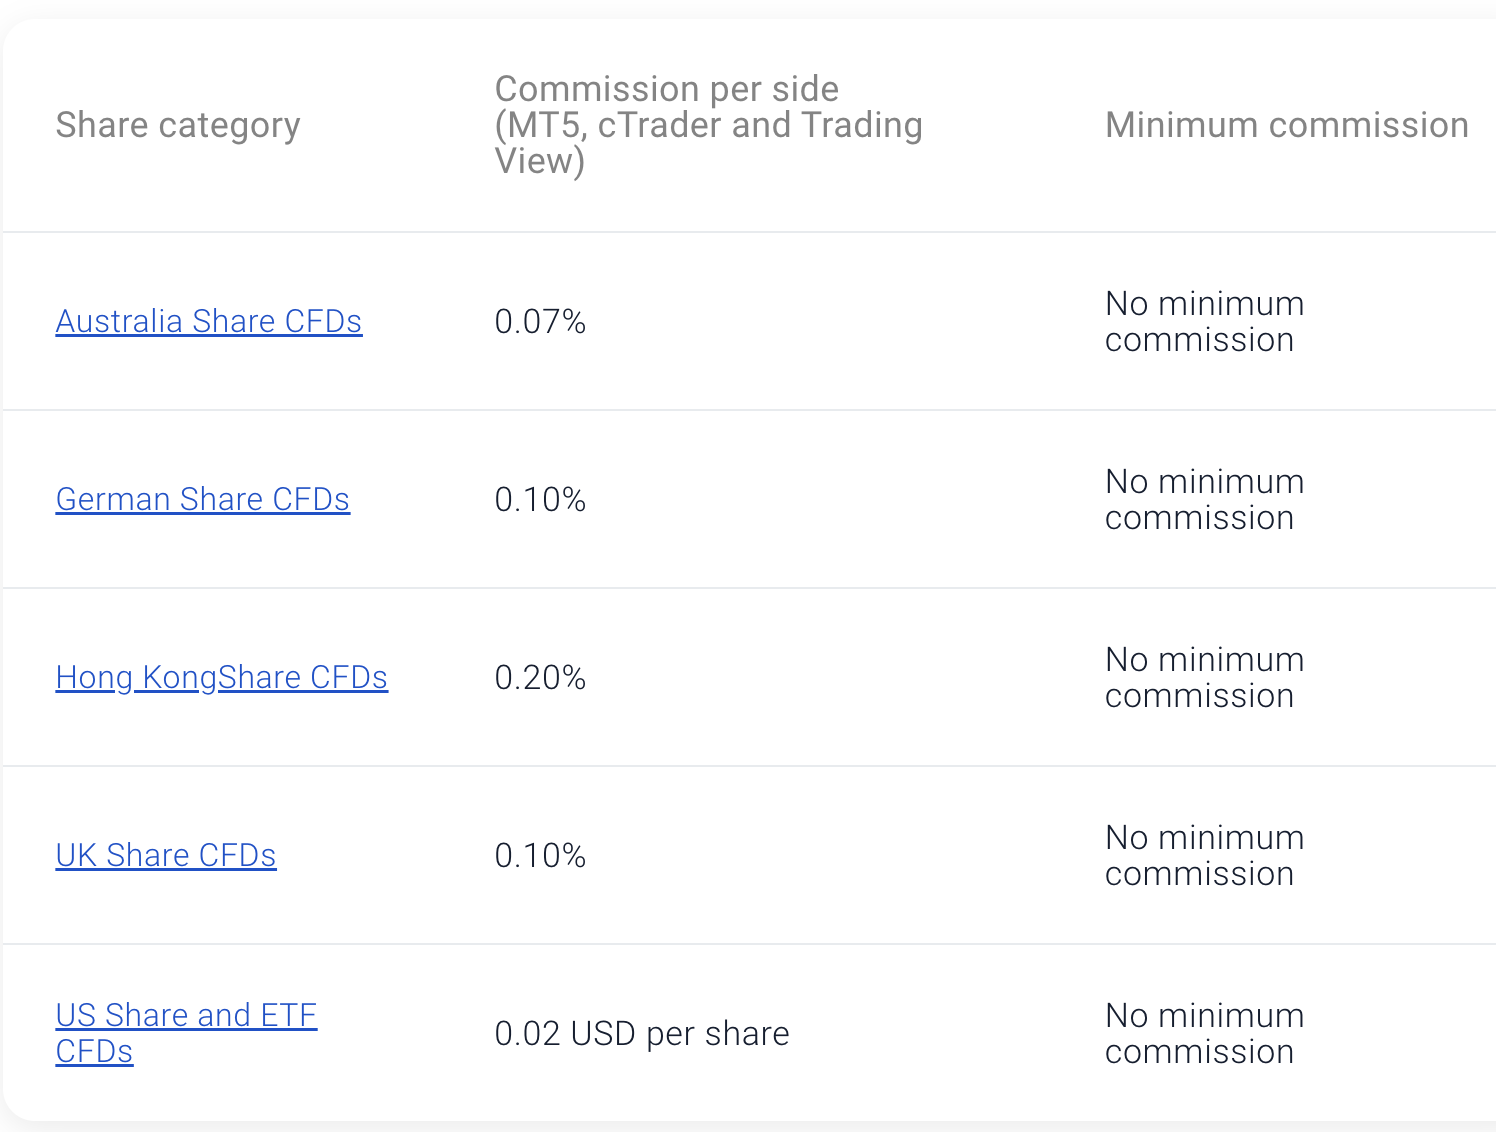 Share category
Commission per side
(MT5, cTrader and Trading
View)
Minimum commission
Australia Share CFDs
0.07%
No minimum
commission
German Share CFDs
0.10%
No minimum
commission
Hong KongShare CFDs
0.20%
No minimum
commission
UK Share CFDs
0.10%
No minimum
commission
US Share and ETF
CFDs
0.02 USD per share
No minimum
commission